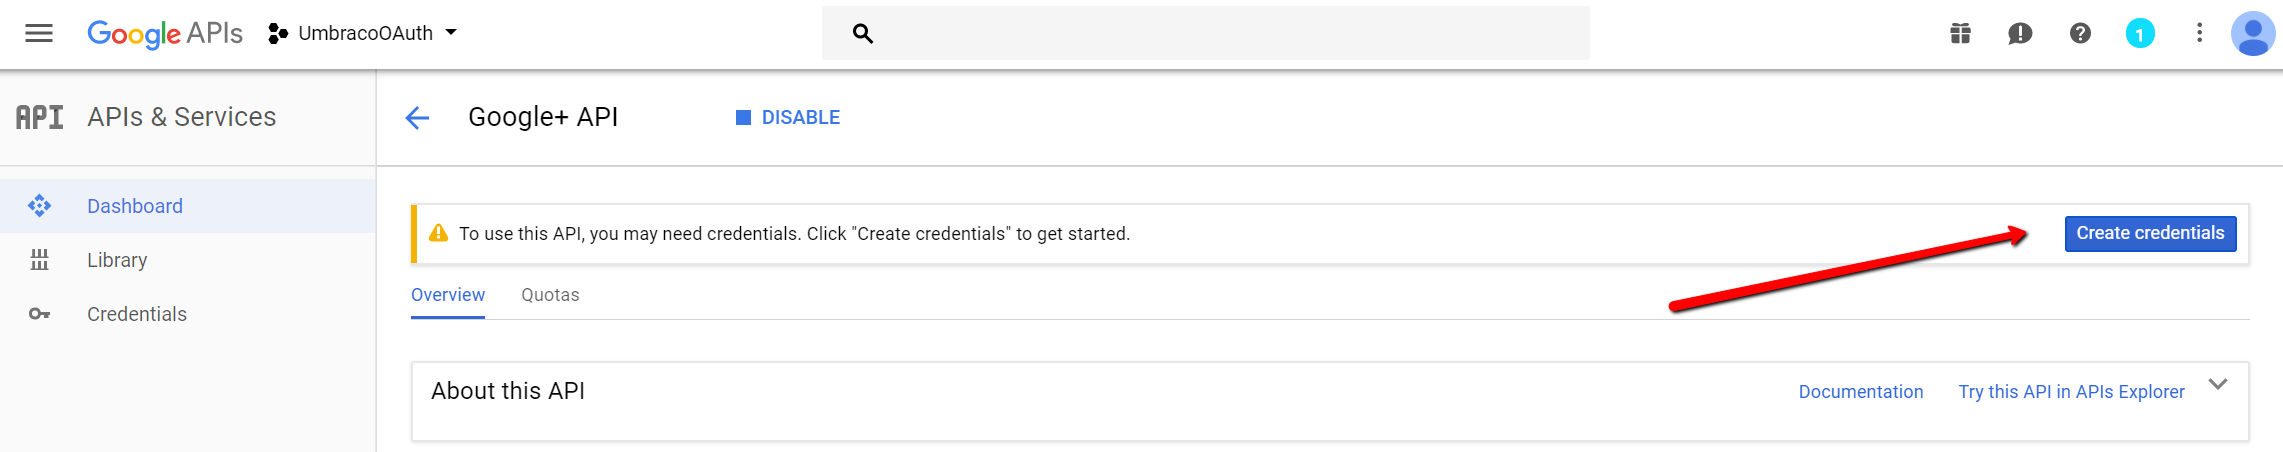 Google APIs UmbracoOAuth 1
API APIs & Services
Google+ API DISABLE
Dashboard
Library
Credentials
To use this API, you may need credentials. Click "Create credentials" to get started. Create credentials
Overview Quotas
About this API Documentation Try this API in APIs Explorer